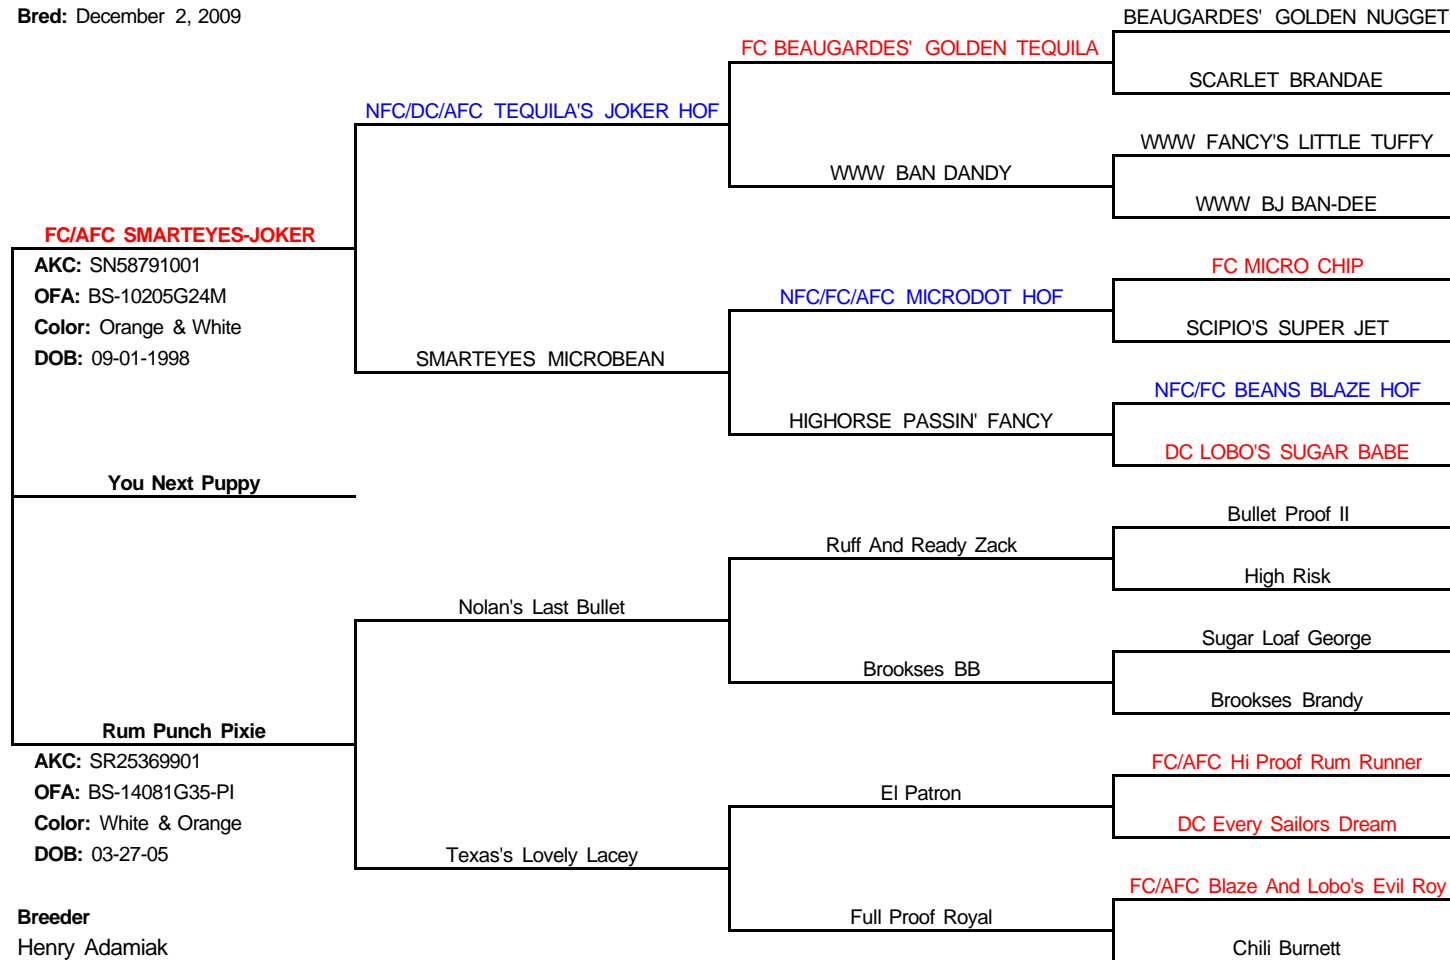 Bred: December 2, 2009
BEAUGARDES' GOLDEN NUGGET
FC BEAUGARDES' GOLDEN TEQUILA
SCARLET BRANDAE
NFC/DC/AFC TEQUILA'S JOKER HOF
WWW FANCY'S LITTLE TUFFY
WWW BAN DANDY
WWW BJ BAN-DEE
FC/AFC SMARTEYES-JOKER
AKC: SN58791001
OFA: BS-10205G24M
Color: Orange & White
DOB: 09-01-1998
FC MICRO CHIP
NFC/FC/AFC MICRODOT HOF
SCIPIO'S SUPER JET
SMARTEYES MICROBEAN
NFC/FC BEANS BLAZE HOF
HIGHORSE PASSIN' FANCY
DC LOBO'S SUGAR BABE
You Next Puppy
Bullet Proof II
Ruff And Ready Zack
High Risk
Nolan's Last Bullet
Sugar Loaf George
Brookses BB
Brookses Brandy
Rum Punch Pixie
AKC: SR25369901
OFA: BS-14081G35-PI
Color: White & Orange
DOB: 03-27-05
FC/AFC Hi Proof Rum Runner
El Patron
DC Every Sailors Dream
Texas's Lovely Lacey
FC/AFC Blaze And Lobo's Evil Roy
Full Proof Royal
Chili Burnett
Breeder
Henry Adamiak